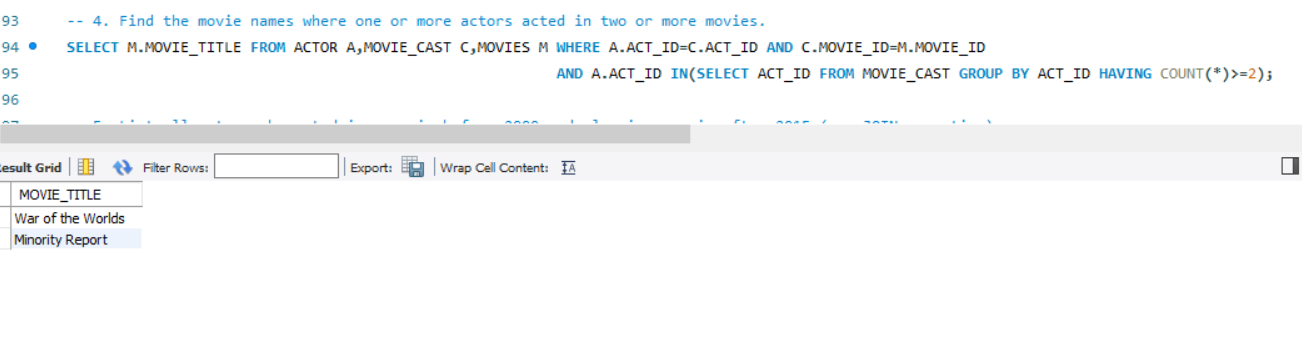 93 -- 4. Find the movie names where one or more actors acted in two or more movies.
94 SELECT M.MOVIE_TITLE FROM ACTOR A,MOVIE_CAST C,MOVIES M WHERE A.ACT_ID=C.ACT_ID AND C.MOVIE_ID=M.MOVIE_ID
95 AND A.ACT_ID IN(SELECT ACT_ID FROM MOVIE_CAST GROUP BY ACT_ID HAVING COUNT(*)>=2);
96
Result Grid Filter Rows: Export: Wrap Cell Content:
MOVIE_TITLE
War of the Worlds
Minority Report